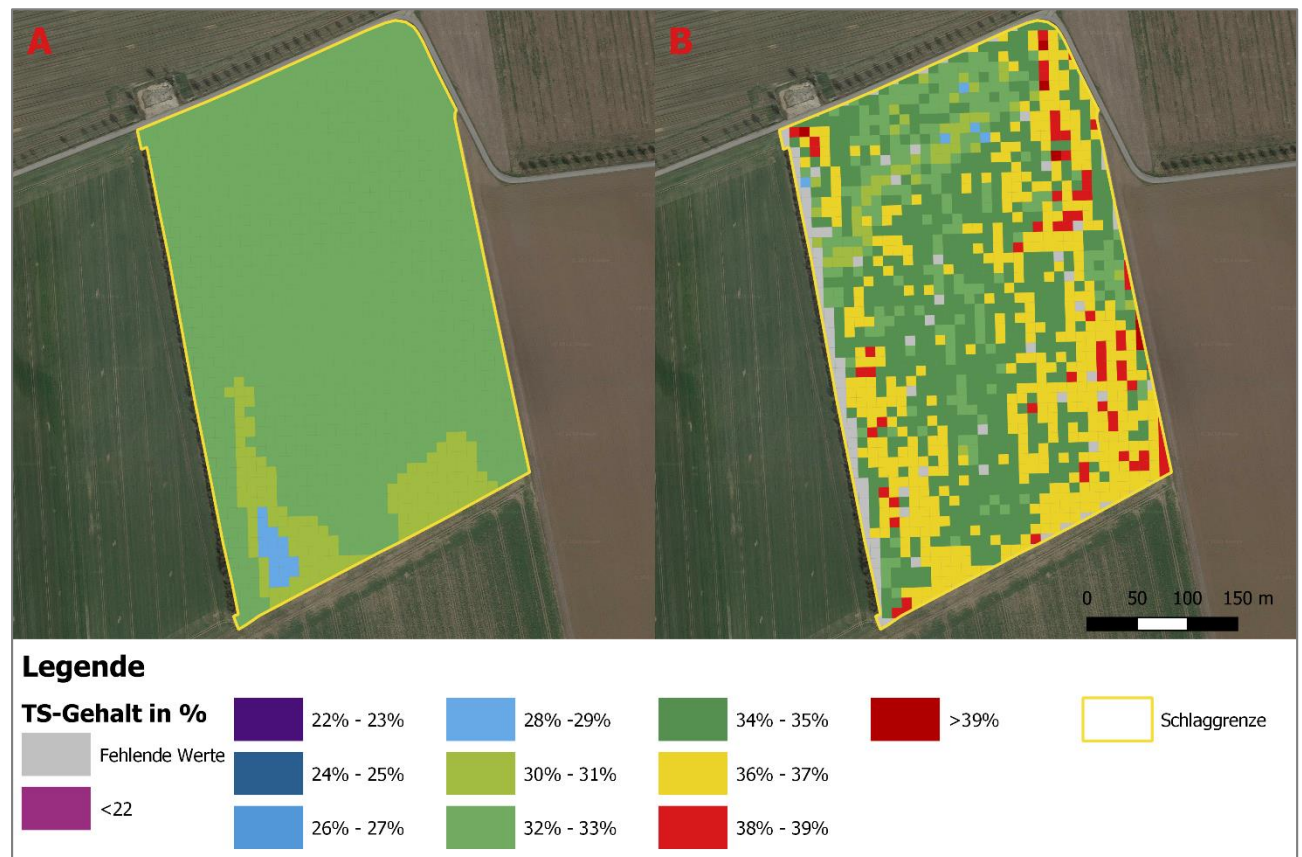 A
B
0 50 100 150 m
Legende
TS-Gehalt in %
Fehlende Werte
<22
22% - 23%
24% - 25%
26% - 27%
28% -29%
30% - 31%
32% - 33%
34% - 35%
36% - 37%
38% - 39%
>39%
Schlaggrenze